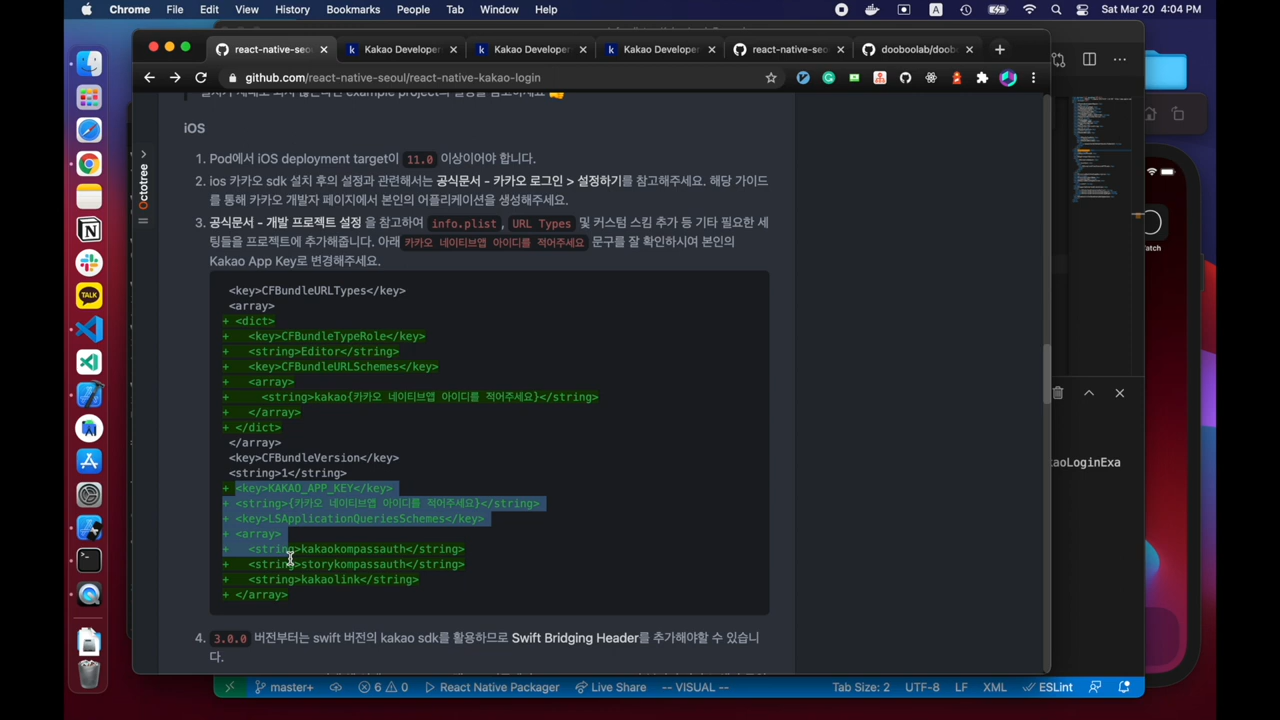 Chrome File Edit View History Bookmarks People Tab Window Help Sat Mar 20 4:04 PM
react-native-seo Kakao Developer Kakao Developer Kakao Developer react-native-seo dooboolab/doob
github.com/react-native-seoul/react-native-kakao-login
Octotree
iOS
1. Pod에서 iOS deployment target 11.0 이상이어야 합니다.
2. ios 카카오 sdk 설치 후의 설정과 관련해서는 공식문서 - 카카오 로그인 > 설정하기를 참고해주세요. 해당 가이드
를 통해 카카오 개발자 페이지에서 반드시 어플리케이션을 생성해주세요.
3. 공식문서 - 개발 프로젝트 설정 을 참고하여 info.plist, URL Types 및 커스텀 스킴 추가 등 기타 필요한 세
팅들을 프로젝트에 추가해줍니다. 아래 카카오 네이티브앱 아이디를 적어주세요 문구를 잘 확인하시여 본인의
Kakao App Key로 변경해주세요.
<key>CFBundleURLTypes</key>
<array>
+ <dict>
+ <key>CFBundleTypeRole</key>
+ <string>Editor</string>
+ <key>CFBundleURLSchemes</key>
+ <array>
+ <string>kakao{카카오 네이티브앱 아이디를 적어주세요}</string>
+ </array>
+ </dict>
</array>
<key>CFBundleVersion</key>
<string>1</string>
+ <key>KAKAO_APP_KEY</key>
+ <string>{카카오 네이티브앱 아이디를 적어주세요}</string>
+ <key>LSApplicationQueriesSchemes</key>
+ <array>
+ <string>kakaokompassauth</string>
+ <string>storykompassauth</string>
+ <string>kakaolink</string>
+ </array>
4. 3.0.0 버전부터는 swift 버전의 kakao sdk를 활용하므로 Swift Bridging Header를 추가해야할 수 있습니
다.
TALK
Watch
kaoLoginExa
master+ 6 0 React Native Packager Live Share -- VISUAL -- Tab Size: 2 UTF-8 LF XML ESLint